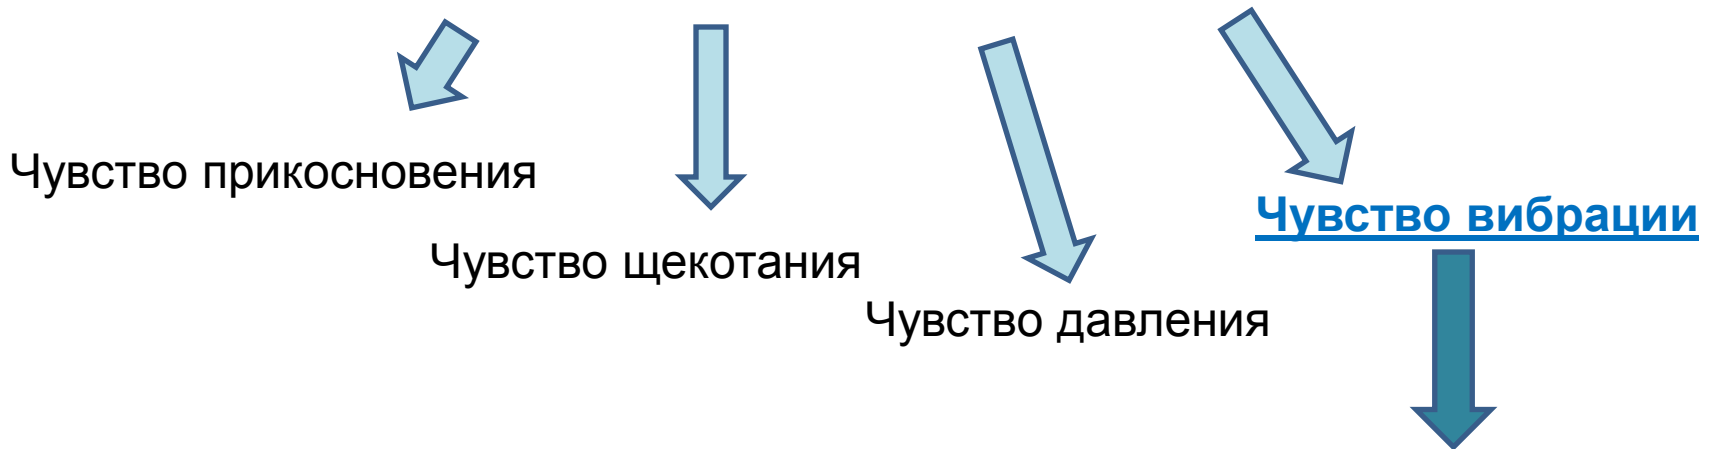 Чувство прикосновения
Чувство щекотания
Чувство давления
Чувство вибрации